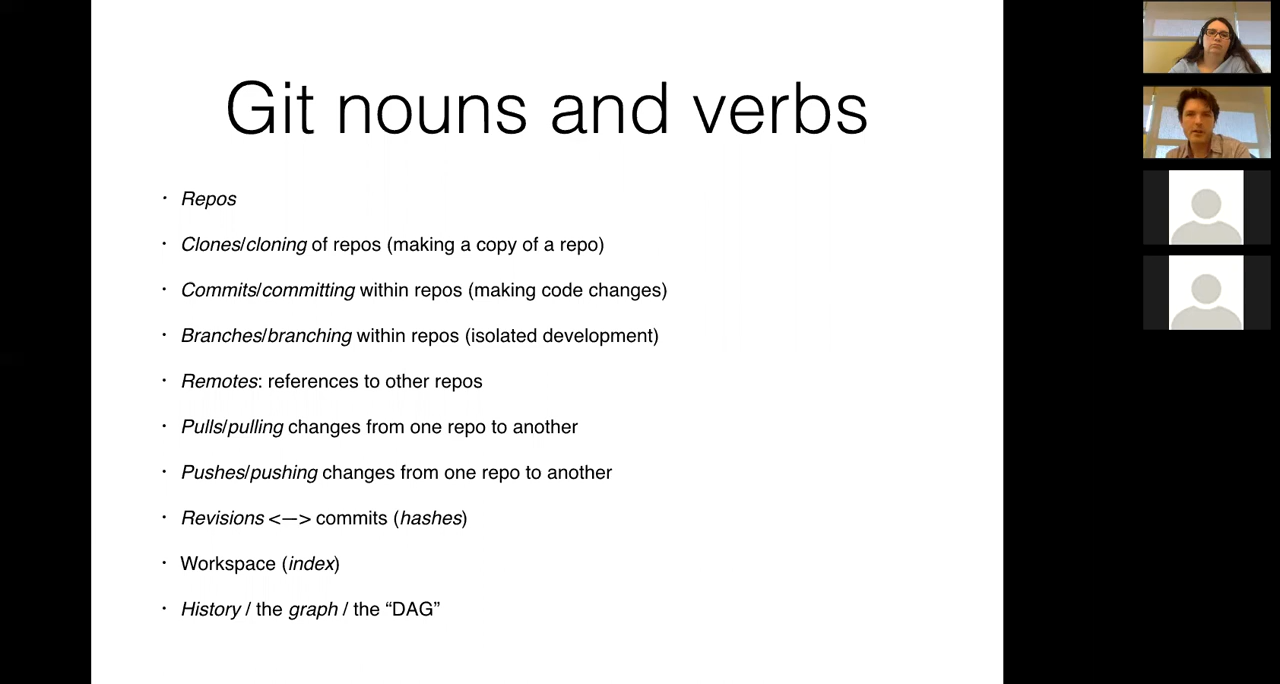 Git nouns and verbs
· Repos
· Clones/cloning of repos (making a copy of a repo)
· Commits/committing within repos (making code changes)
· Branches/branching within repos (isolated development)
· Remotes: references to other repos
· Pulls/pulling changes from one repo to another
· Pushes/pushing changes from one repo to another
· Revisions <—> commits (hashes)
· Workspace (index)
· History / the graph / the “DAG”